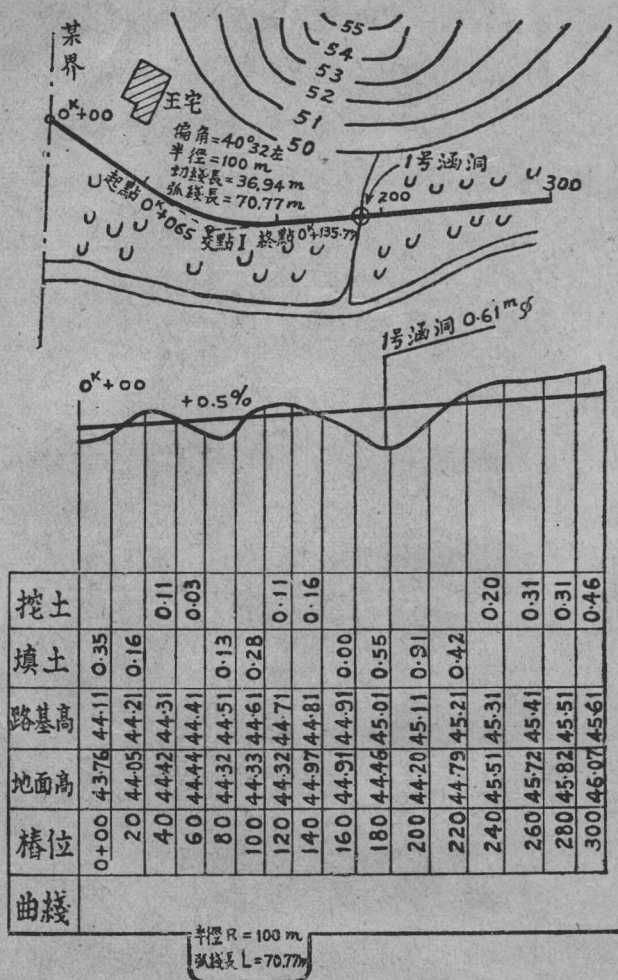 某界
0ᴷ+00
王宅
55
54
53
52
51
50
偏角=40°32左
半徑=100 m
切綫長=36.94 m
弧綫長=70.77 m
1号涵洞
起點 0ᴷ+065
交點 I 終點 0ᴷ+135.77
200
300
1号涵洞 0.61ᵐ∮
0ᴷ+00
+0.5%
挖土 0.11 0.03 0.11 0.16 0.20 0.31 0.31 0.46
填土 0.35 0.16 0.13 0.28 0.00 0.55 0.91 0.42
路基高 44.11 44.21 44.31 44.41 44.51 44.61 44.71 44.81 44.91 45.01 45.11 45.21 45.31 45.41 45.51 45.61
地面高 43.76 44.05 44.42 44.44 44.32 44.33 44.32 44.97 44.91 44.46 44.20 44.79 45.51 45.72 45.82 46.07
樁位 0+00 20 40 60 80 100 120 140 160 180 200 220 240 260 280 300
曲綫
半徑 R = 100 m
弧綫長 L = 70.77m